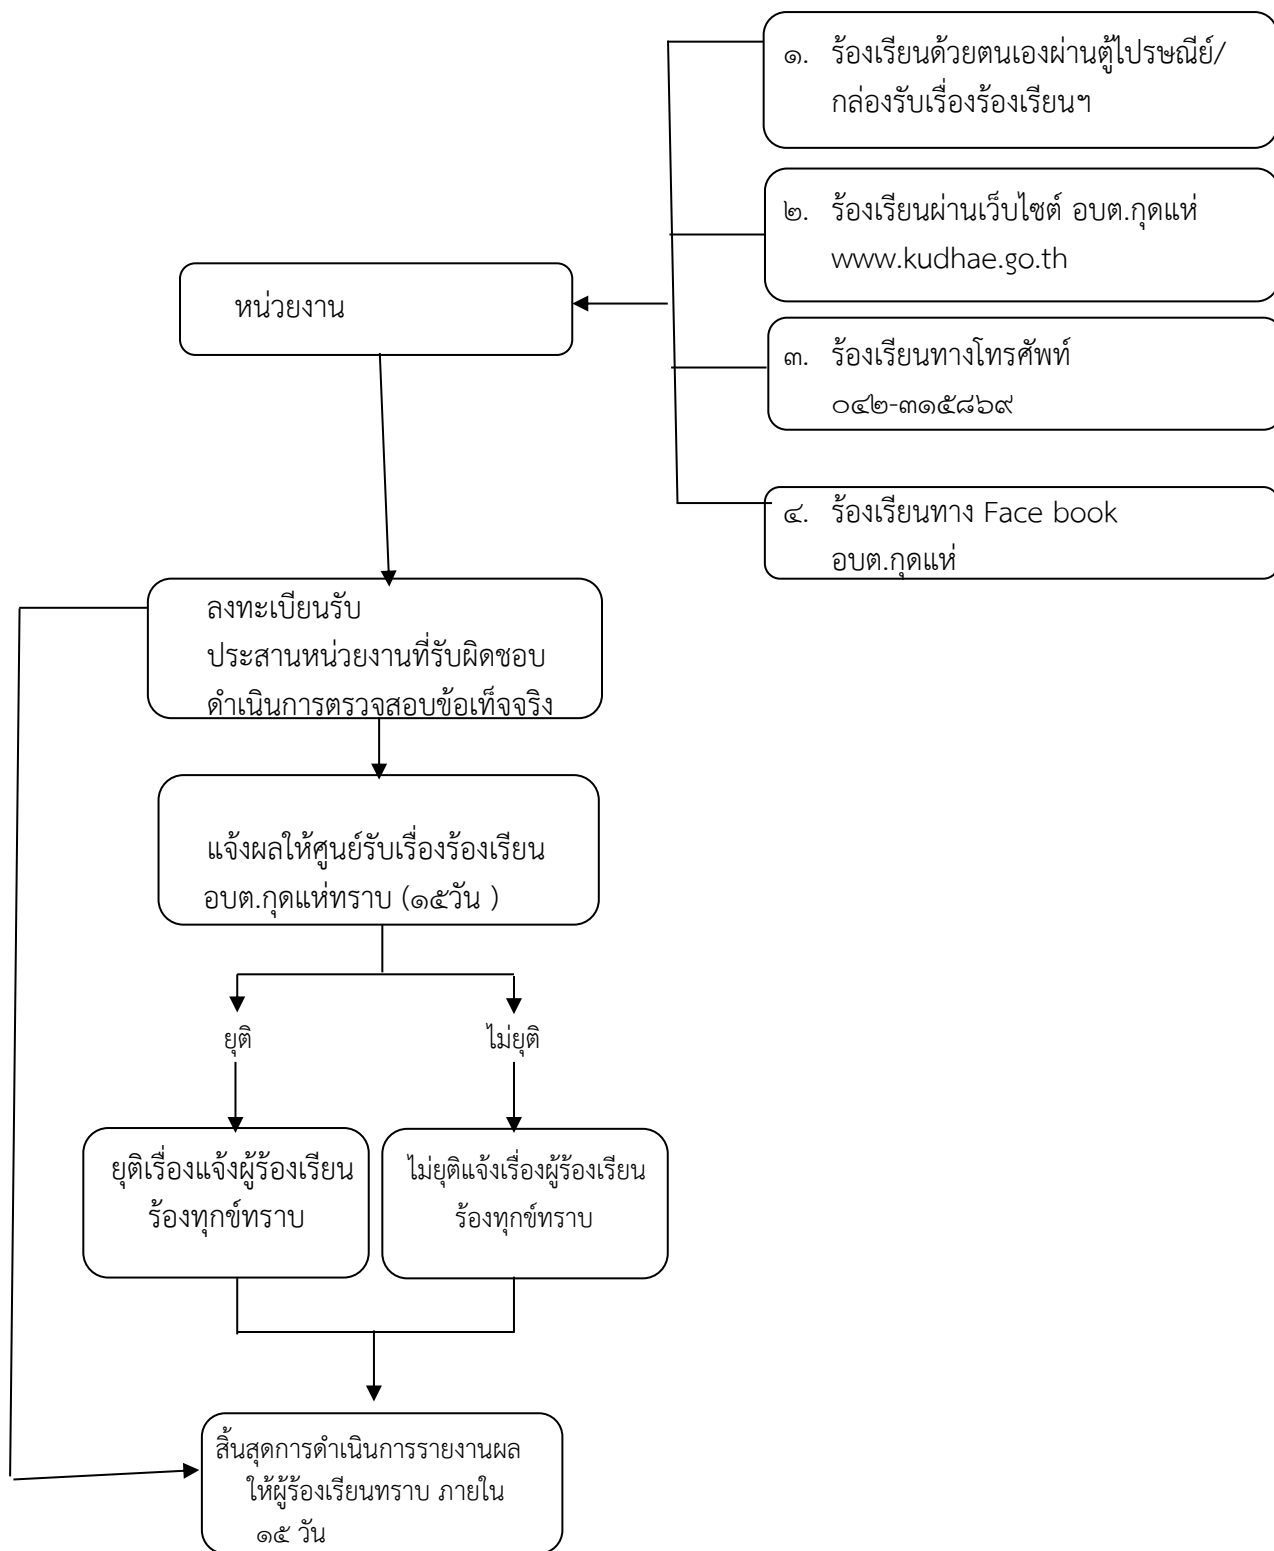 ๑. ร้องเรียนด้วยตนเองผ่านตู้ไปรษณีย์/
กล่องรับเรื่องร้องเรียนฯ
๒. ร้องเรียนผ่านเว็บไซต์ อบต.กุดแห่
www.kudhae.go.th
หน่วยงาน
๓. ร้องเรียนทางโทรศัพท์
๐๔๒-๓๑๕๘๖๙
๔. ร้องเรียนทาง Face book
อบต.กุดแห่
ลงทะเบียนรับ
ประสานหน่วยงานที่รับผิดชอบ
ดำเนินการตรวจสอบข้อเท็จจริง
แจ้งผลให้ศูนย์รับเรื่องร้องเรียน
อบต.กุดแห่ทราบ (๑๕วัน )
ยุติ
ไม่ยุติ
ยุติเรื่องแจ้งผู้ร้องเรียน
ร้องทุกข์ทราบ
ไม่ยุติแจ้งเรื่องผู้ร้องเรียน
ร้องทุกข์ทราบ
สิ้นสุดการดำเนินการรายงานผล
ให้ผู้ร้องเรียนทราบ ภายใน
๑๕ วัน